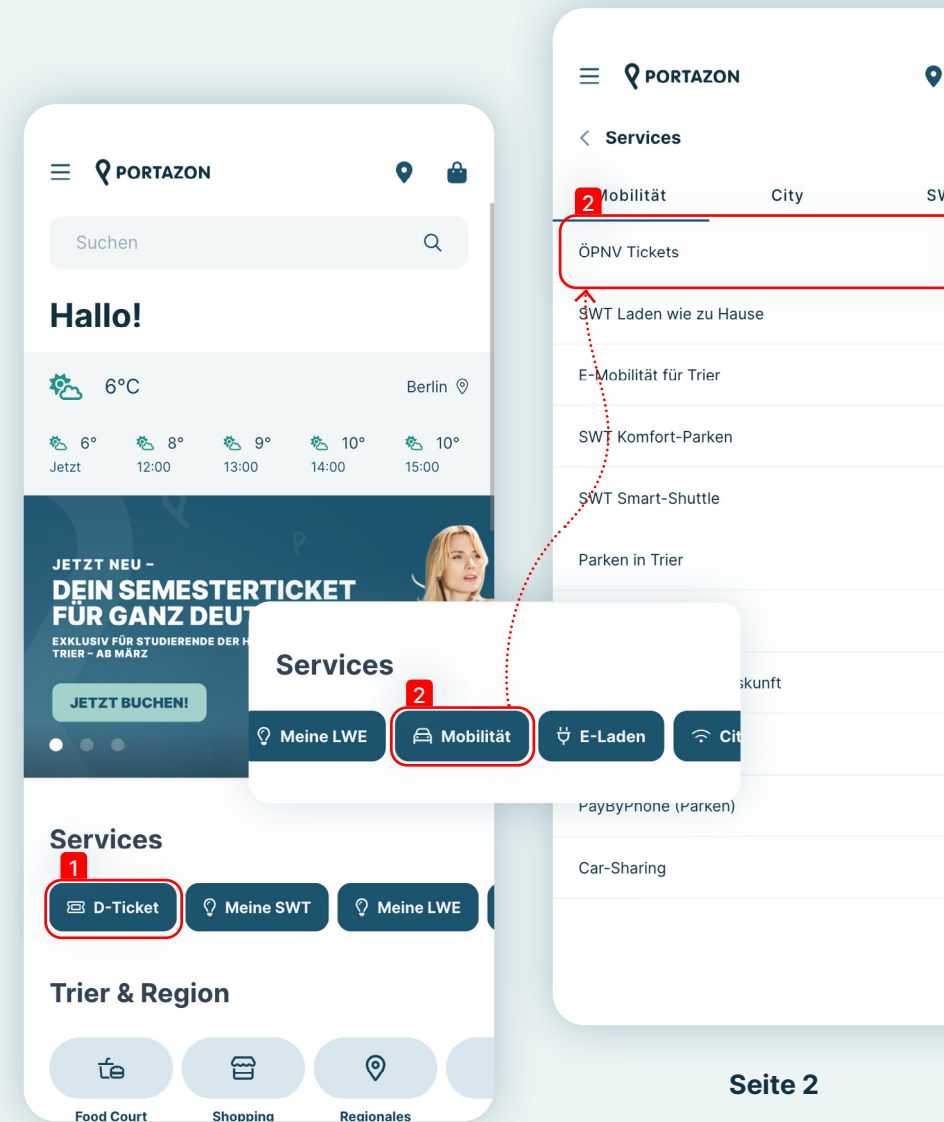 PORTAZON
Suchen
Hallo!
6°C
Berlin
6° 8° 9° 10° 10°
Jetzt 12:00 13:00 14:00 15:00
JETZT NEU –
DEIN SEMESTERTICKET
FÜR GANZ DEUT
EXKLUSIV FÜR STUDIERENDE DER H
TRIER – AB MÄRZ
JETZT BUCHEN!
Services
1
D-Ticket Meine SWT Meine LWE
Trier & Region
Food Court Shopping Regionales
Services
2
Meine LWE Mobilität E-Laden Cit
PORTAZON
Services
2
Mobilität City SW
ÖPNV Tickets
SWT Laden wie zu Hause
E-Mobilität für Trier
SWT Komfort-Parken
SWT Smart-Shuttle
Parken in Trier
skunft
PayByPhone (Parken)
Car-Sharing
Seite 2